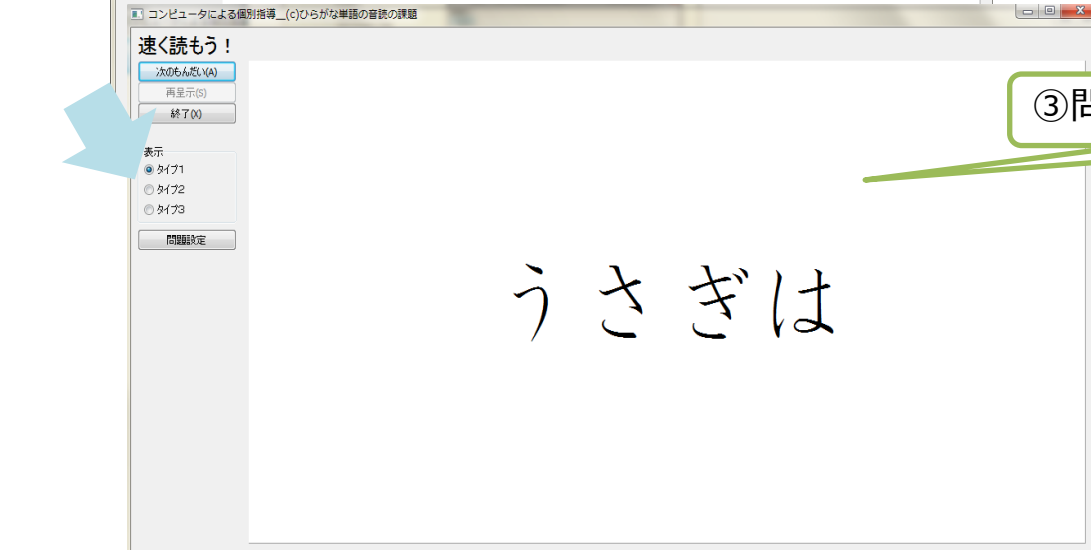 コンピュータによる個別指導__(c)ひらがな単語の音読の課題
速く読もう！
次のもんだい(A)
再呈示(S)
終了(X)
表示
タイプ1
タイプ2
タイプ3
問題設定
③問
うさぎは